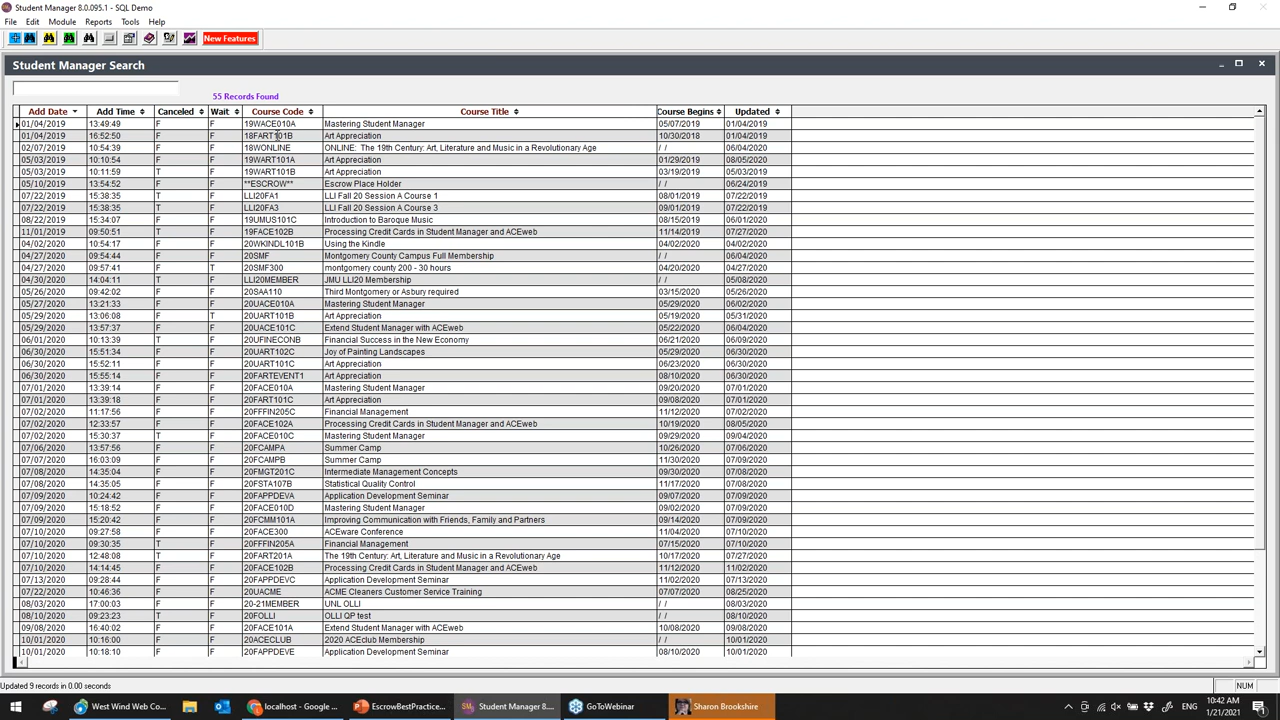 Student Manager 8.0.095.1 - SQL Demo
File Edit Module Reports Tools Help
New Features
Student Manager Search
55 Records Found
Add Date Add Time Canceled Wait Course Code Course Title Course Begins Updated
01/04/2019 13:49:49 F F 19WACE010A Mastering Student Manager 05/07/2019 01/04/2019
01/04/2019 16:52:50 F F 18FART101B Art Appreciation 10/30/2018 01/04/2019
02/07/2019 10:54:39 F F 18WONLINE ONLINE: The 19th Century: Art, Literature and Music in a Revolutionary Age / / 06/04/2020
05/03/2019 10:10:54 F F 19WART101A Art Appreciation 01/29/2019 08/05/2020
05/03/2019 10:11:59 T F 19WART101B Art Appreciation 03/19/2019 05/03/2019
05/10/2019 13:54:52 F F **ESCROW** Escrow Place Holder / / 06/24/2019
07/22/2019 15:38:35 T F LLI20FA1 LLI Fall 20 Session A Course 1 08/01/2019 07/22/2019
07/22/2019 15:38:35 T F LLI20FA3 LLI Fall 20 Session A Course 3 09/01/2019 07/22/2019
08/22/2019 15:34:07 F F 19UMUS101C Introduction to Baroque Music 08/15/2019 06/01/2020
11/01/2019 09:50:51 T F 19FACE102B Processing Credit Cards in Student Manager and ACEweb 11/14/2019 07/27/2020
04/02/2020 10:54:17 F F 20WKINDL101B Using the Kindle 04/02/2020 04/02/2020
04/27/2020 09:54:44 F F 20SMF Montgomery County Campus Full Membership / / 06/04/2020
04/27/2020 09:57:41 F T 20SMF300 montgomery county 200 - 30 hours 04/20/2020 04/27/2020
04/30/2020 14:04:11 T F LLI20MEMBER JMU LLI20 Membership / / 05/08/2020
05/26/2020 09:42:02 F F 20SAA110 Third Montgomery or Asbury required 03/15/2020 05/26/2020
05/27/2020 13:21:33 F F 20UACE010A Mastering Student Manager 05/29/2020 06/02/2020
05/29/2020 13:06:08 F T 20UART101B Art Appreciation 05/19/2020 05/31/2020
05/29/2020 13:57:37 F F 20UACE101C Extend Student Manager with ACEweb 05/22/2020 06/04/2020
06/01/2020 10:13:39 T F 20UFINECONB Financial Success in the New Economy 06/21/2020 06/09/2020
06/30/2020 15:51:34 F F 20UART102C Joy of Painting Landscapes 05/29/2020 06/30/2020
06/30/2020 15:52:11 F F 20UART101C Art Appreciation 06/23/2020 06/30/2020
06/30/2020 15:55:14 F F 20FARTEVENT1 Art Appreciation 08/10/2020 06/30/2020
07/01/2020 13:39:14 F F 20FACE010A Mastering Student Manager 09/20/2020 07/01/2020
07/01/2020 13:39:18 F F 20FART101C Art Appreciation 09/08/2020 07/01/2020
07/02/2020 11:17:56 F F 20FFFIN205C Financial Management 11/12/2020 07/02/2020
07/02/2020 12:33:57 F F 20FACE102A Processing Credit Cards in Student Manager and ACEweb 10/19/2020 08/05/2020
07/02/2020 15:30:37 T F 20FACE010C Mastering Student Manager 09/29/2020 09/04/2020
07/06/2020 13:57:56 F F 20FCAMPA Summer Camp 10/26/2020 07/08/2020
07/07/2020 16:03:09 F F 20FCAMPB Summer Camp 11/30/2020 07/07/2020
07/08/2020 14:35:04 F F 20FMGT201C Intermediate Management Concepts 09/30/2020 07/08/2020
07/08/2020 14:35:05 F F 20FSTA107B Statistical Quality Control 11/17/2020 07/08/2020
07/09/2020 10:24:42 F F 20FAPPDEVA Application Development Seminar 09/07/2020 07/09/2020
07/09/2020 15:18:52 F F 20FACE010D Mastering Student Manager 09/02/2020 07/09/2020
07/09/2020 15:20:42 F F 20FCMM101A Improving Communication with Friends, Family and Partners 09/14/2020 07/09/2020
07/10/2020 09:27:58 F F 20FACE300 ACEware Conference 11/04/2020 07/10/2020
07/10/2020 09:30:35 T F 20FFFIN205A Financial Management 07/15/2020 07/10/2020
07/10/2020 12:48:08 T F 20FART201A The 19th Century: Art, Literature and Music in a Revolutionary Age 10/17/2020 07/27/2020
07/10/2020 14:14:45 F F 20FACE102B Processing Credit Cards in Student Manager and ACEweb 11/12/2020 07/10/2020
07/13/2020 09:28:44 F F 20FAPPDEVC Application Development Seminar 11/02/2020 07/13/2020
07/22/2020 10:46:36 F F 20UACME ACME Cleaners Customer Service Training 07/07/2020 08/25/2020
08/03/2020 17:00:03 F F 20-21MEMBER UNL OLLI / / 08/03/2020
08/10/2020 09:23:23 T F 20FOLLI OLLI QP test / / 08/10/2020
09/08/2020 16:40:02 F F 20FACE101A Extend Student Manager with ACEweb 10/08/2020 09/08/2020
10/01/2020 10:16:00 F F 20ACECLUB 2020 ACEclub Membership / / 10/01/2020
10/01/2020 10:18:10 F F 20FAPPDEVE Application Development Seminar 08/10/2020 10/01/2020
Updated 9 records in 0.00 seconds
NUM
West Wind Web Co... localhost - Google ... EscrowBestPractice... Student Manager 8.... GoToWebinar Sharon Brookshire
10:42 AM
1/21/2021